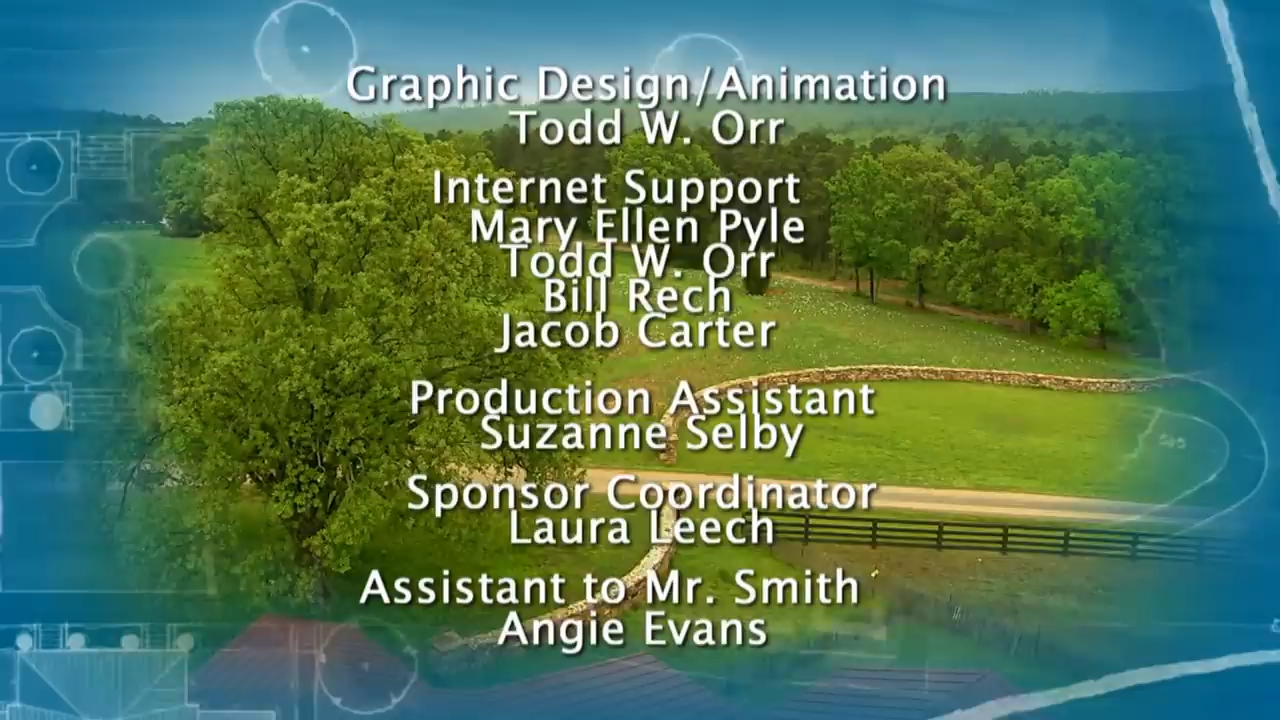 Graphic Design/Animation
Todd W. Orr
Internet Support
Mary Ellen Pyle
Todd W. Orr
Bill Rech
Jacob Carter
Production Assistant
Suzanne Selby
Sponsor Coordinator
Laura Leech
Assistant to Mr. Smith
Angie Evans